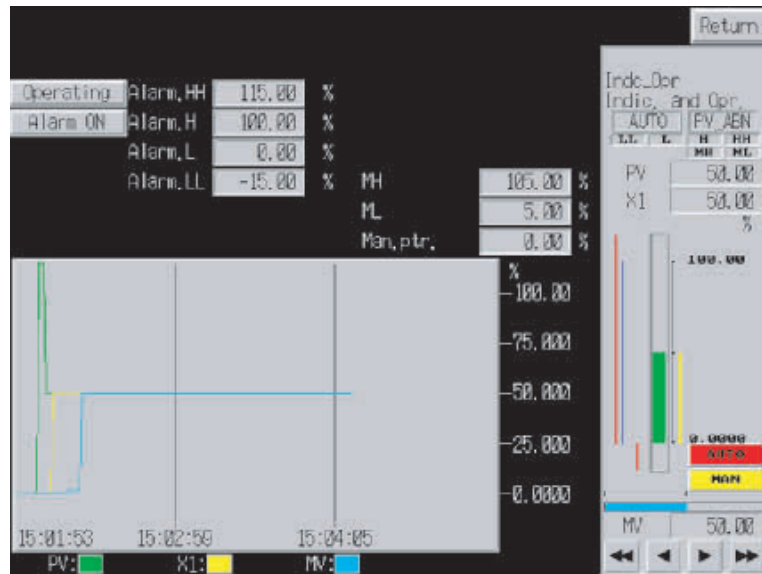 Return
Operating Alarm.HH 115.00 %
Alarm ON Alarm.H 100.00 %
Alarm.L 0.00 %
Alarm.LL -15.00 %
MH 105.00 %
ML 5.00 %
Man.ptr. 0.00 %
%
100.00
75.000
50.000
25.000
0.0000
15:01:53 15:02:59 15:04:05
PV: X1: MV:
Indc_Opr
Indic. and Opr.
AUTO PV ABN
LL L H HH
MH ML
PV 50.00
X1 50.00
%
100.00
0.0000
AUTO
MAN
MV 50.00